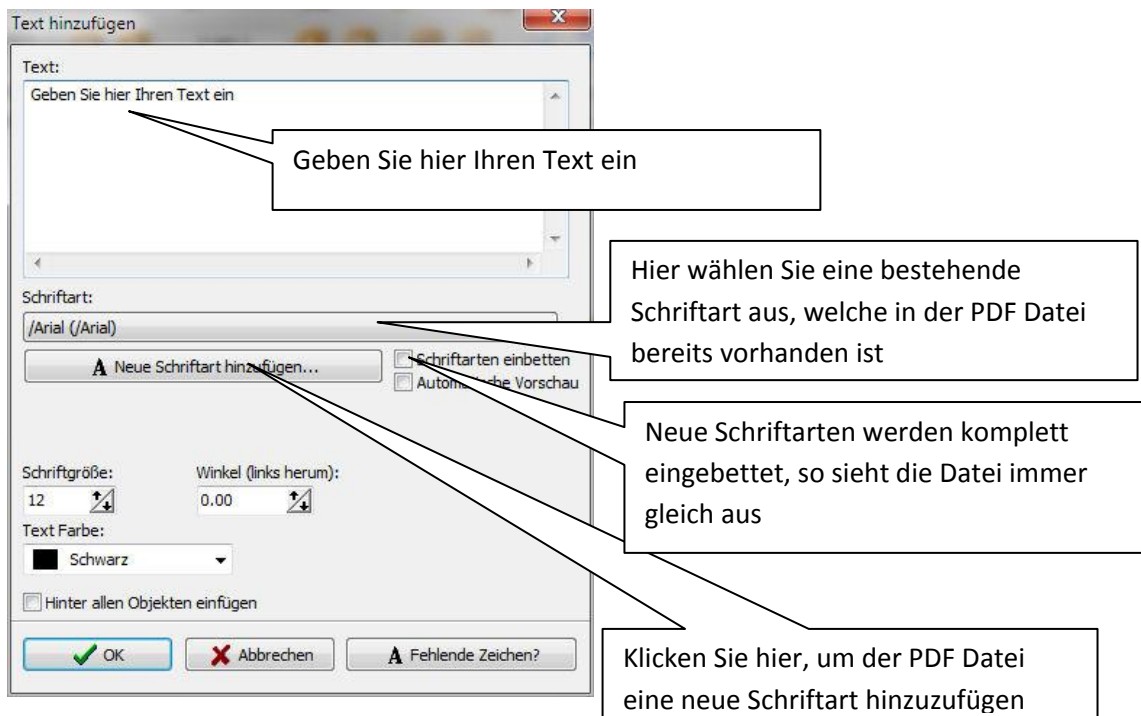 Text hinzufügen
Text:
Geben Sie hier Ihren Text ein
Geben Sie hier Ihren Text ein
Hier wählen Sie eine bestehende
Schriftart aus, welche in der PDF Datei
bereits vorhanden ist
Schriftart:
/Arial (/Arial)
A Neue Schriftart hinzufügen...
Schriftarten einbetten
Automatische Vorschau
Neue Schriftarten werden komplett
eingebettet, so sieht die Datei immer
gleich aus
Schriftgröße: Winkel (links herum):
12 0.00
Text Farbe:
Schwarz
Hinter allen Objekten einfügen
OK Abbrechen A Fehlende Zeichen?
Klicken Sie hier, um der PDF Datei
eine neue Schriftart hinzuzufügen